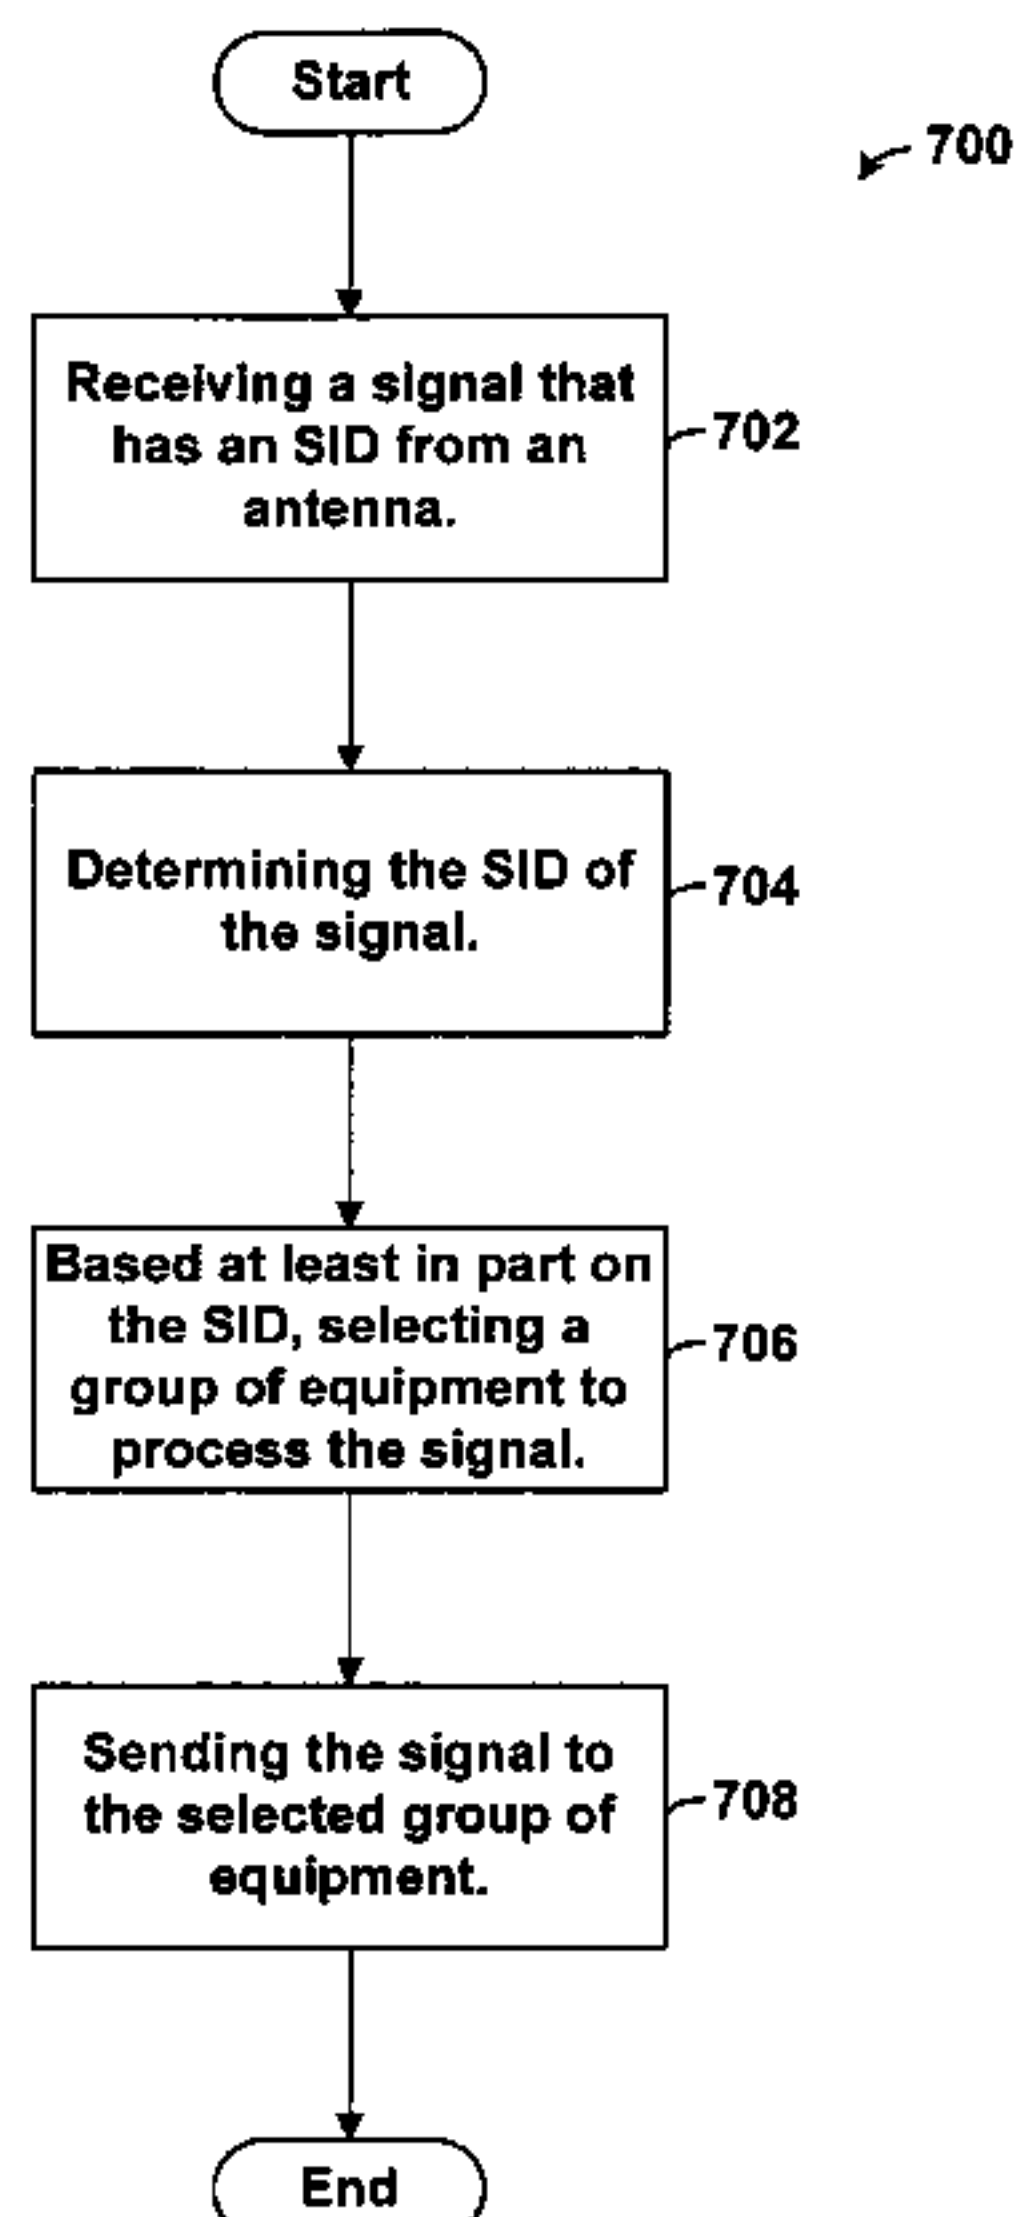 Start
700
Receiving a signal that
has an SID from an
antenna.
702
Determining the SID of
the signal.
704
Based at least in part on
the SID, selecting a
group of equipment to
process the signal.
706
Sending the signal to
the selected group of
equipment.
708
End